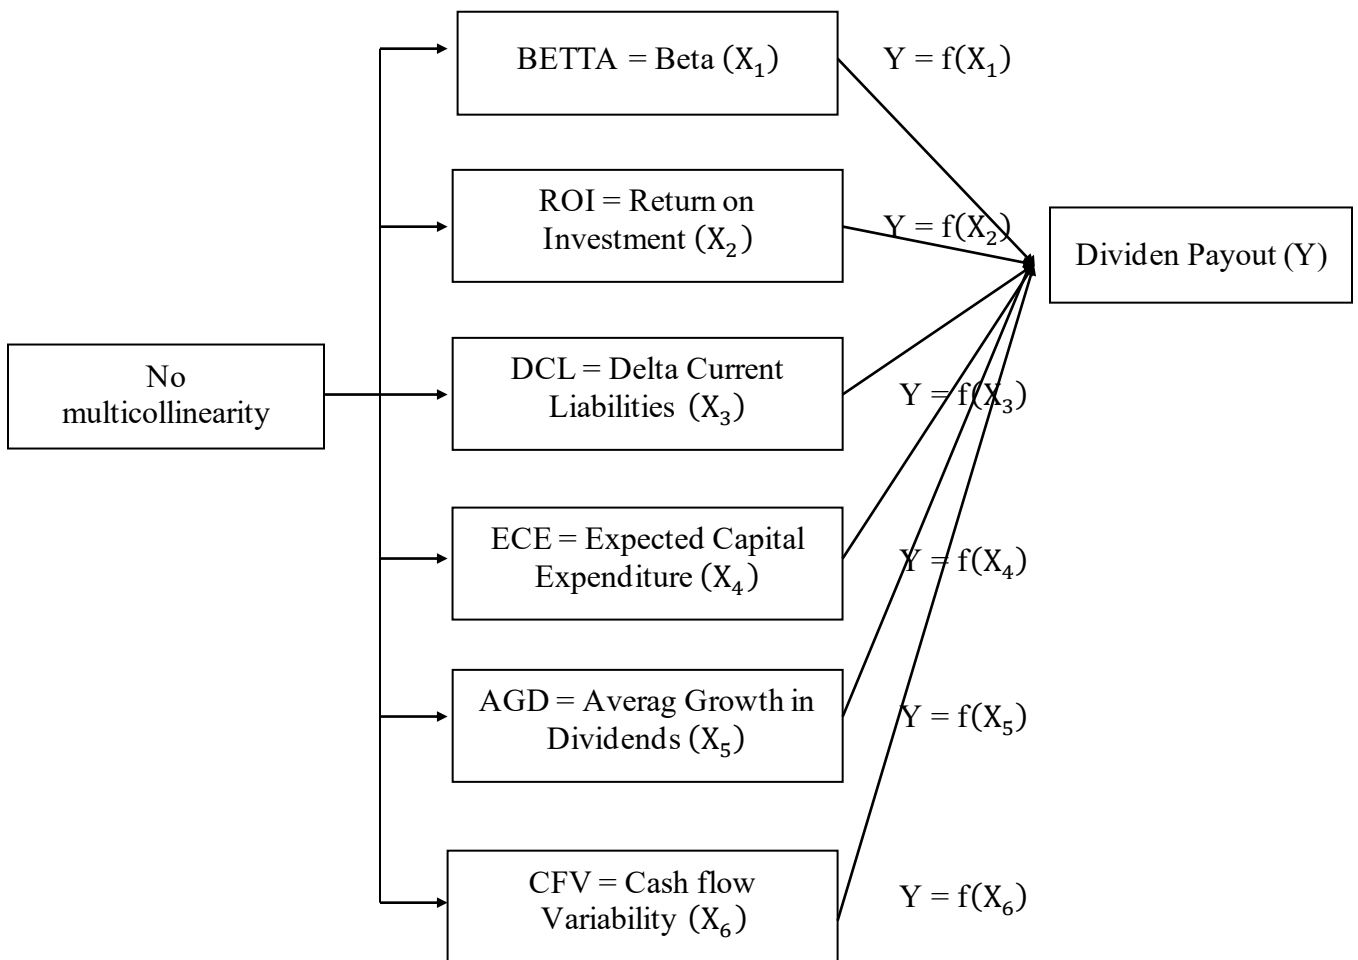 BETTA = Beta (X₁)
Y = f(X₁)
ROI = Return on
Investment (X₂)
Y = f(X₂)
Dividen Payout (Y)
No
multicollinearity
DCL = Delta Current
Liabilities (X₃)
Y = f(X₃)
ECE = Expected Capital
Expenditure (X₄)
Y = f(X₄)
AGD = Averag Growth in
Dividends (X₅)
Y = f(X₅)
CFV = Cash flow
Variability (X₆)
Y = f(X₆)